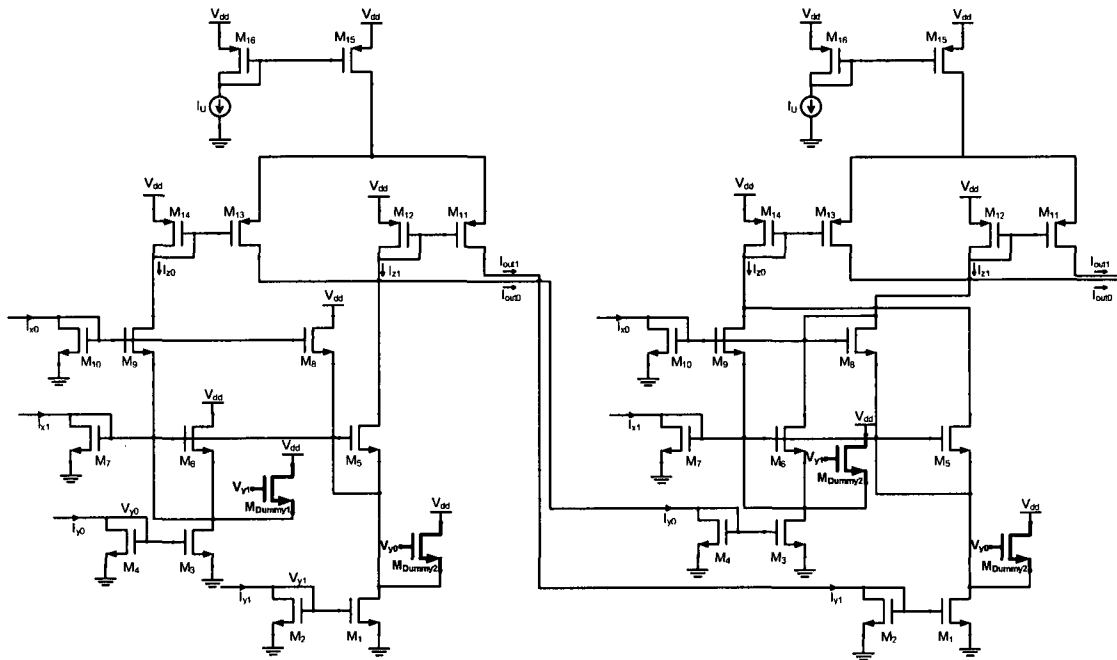 Vdd Vdd Vdd Vdd
M16 M15 M16 M15
IU IU
Vdd Vdd Vdd Vdd
M14 M13 M12 M11 M14 M13 M12 M11
Iz0 Iz1 Iout1 Iz0 Iz1 Iout1
Iout0 Iout0
Vdd
Ix0 Ix0
M10 M9 M8 M10 M9 M8
Vdd
Ix1 Vdd Ix1 Vdd
M7 M6 M5 M7 M6 M5
Vy1 MDummy1 Vy1 MDummy2
Vy0 Vdd Vdd
Iy0 Iy0
M4 M3 Vy0 MDummy2 M4 M3 Vy0 MDummy2
Vy1
Iy1 Iy1
M2 M1 M2 M1